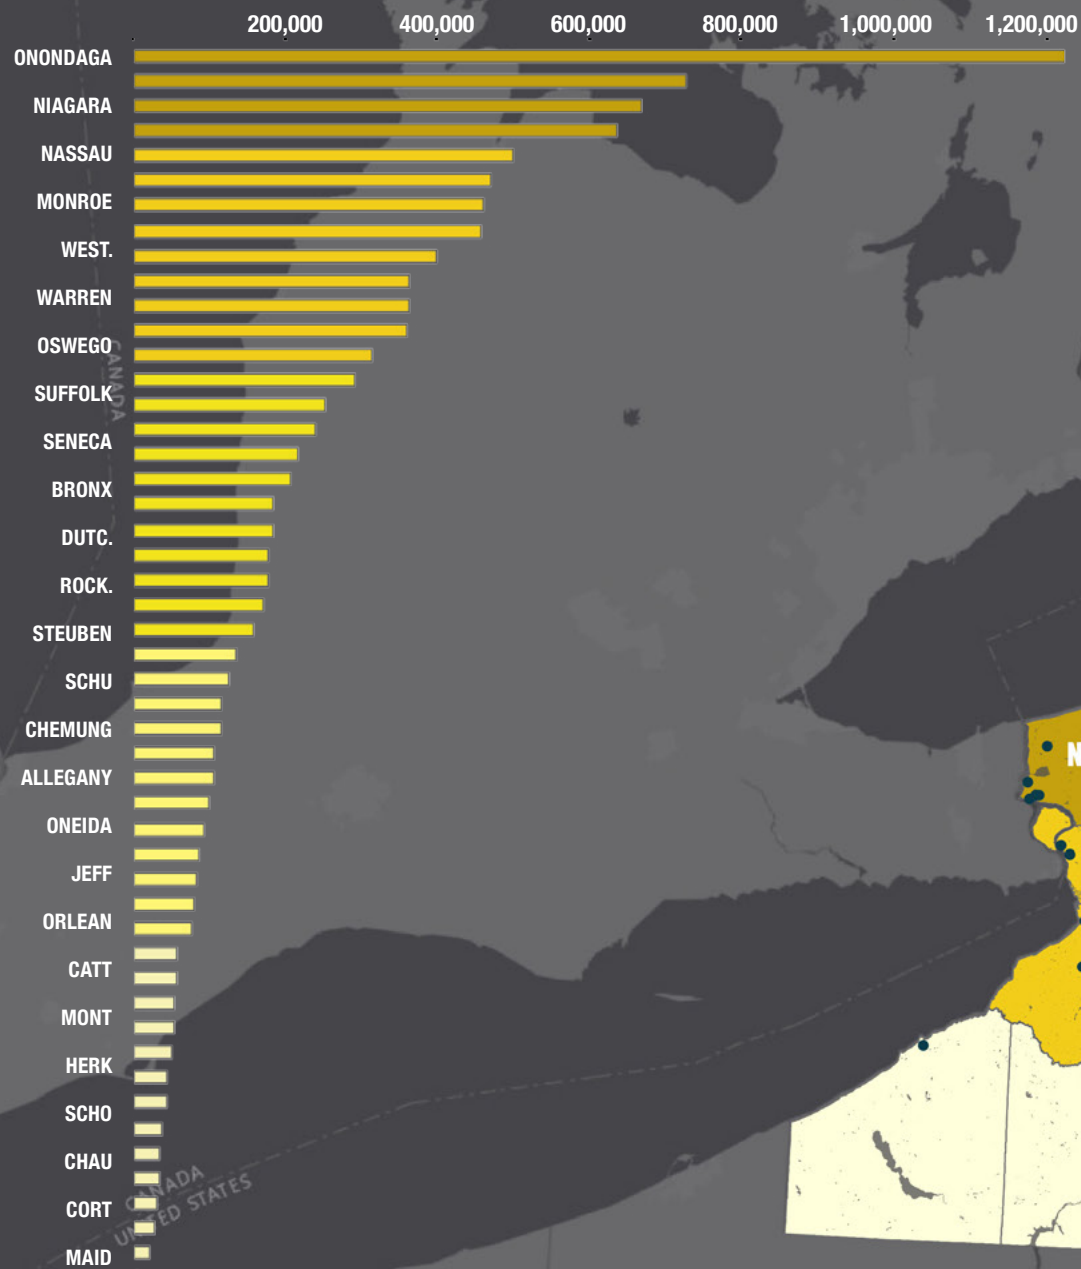 200,000 400,000 600,000 800,000 1,000,000 1,200,000
ONONDAGA
NIAGARA
NASSAU
MONROE
WEST.
WARREN
OSWEGO
CANADA
SUFFOLK
SENECA
BRONX
DUTC.
ROCK.
STEUBEN
SCHU
CHEMUNG
N
ALLEGANY
ONEIDA
JEFF
ORLEAN
CATT
MONT
HERK
SCHO
CHAU
CANADA
UNITED STATES
CORT
MAID